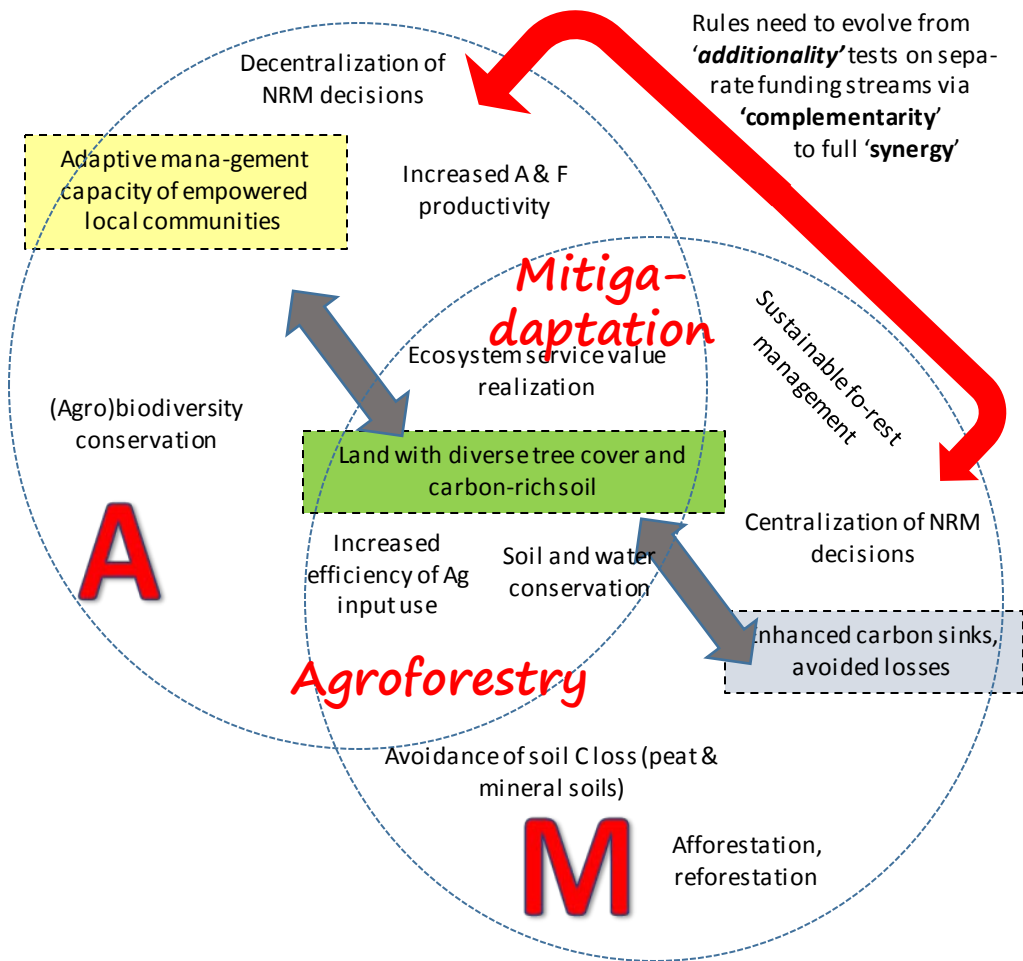 Rules need to evolve from
‘additionality’ tests on sepa-
rate funding streams via
‘complementarity’
to full ‘synergy’
Decentralization of
NRM decisions
Adaptive mana-gement
capacity of empowered
local communities
Increased A & F
productivity
Mitiga-
daptation
Sustainable fo-rest
management
Ecosystem service value
realization
(Agro)biodiversity
conservation
Land with diverse tree cover and
carbon-rich soil
A
Increased
efficiency of Ag
input use
Soil and water
conservation
Centralization of NRM
decisions
Enhanced carbon sinks,
avoided losses
Agroforestry
Avoidance of soil C loss (peat &
mineral soils)
M
Afforestation,
reforestation